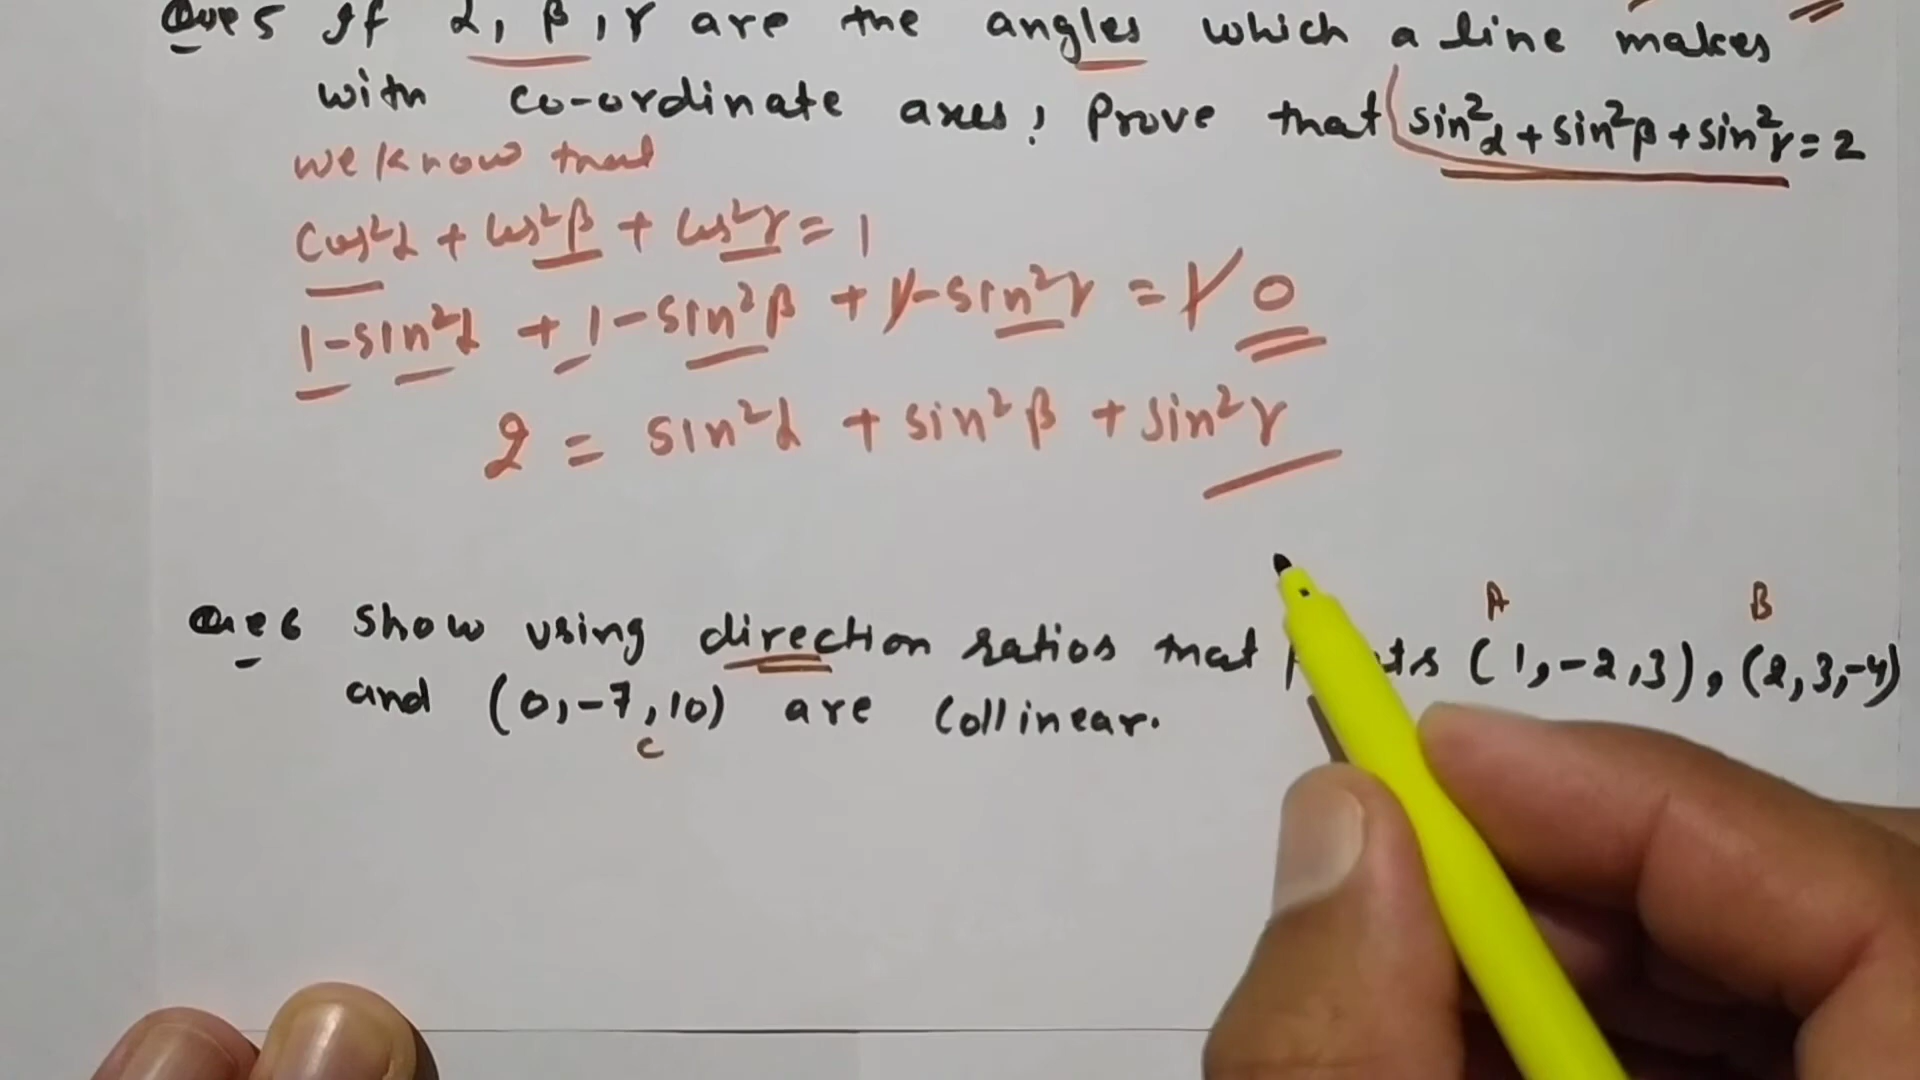 Que 5 If α, β, γ are the angles which a line makes
with co-ordinate axes; Prove that sin²α + sin²β + sin²γ = 2
we know that
cos²α + cos²β + cos²γ = 1
1-sin²α + 1-sin²β + 1-sin²γ = 1 0
2 = sin²α + sin²β + sin²γ
A B
Que 6 Show using direction ratios that (1,-2,3), (2,3,-4)
and (0,-7,10) are Collinear.
C